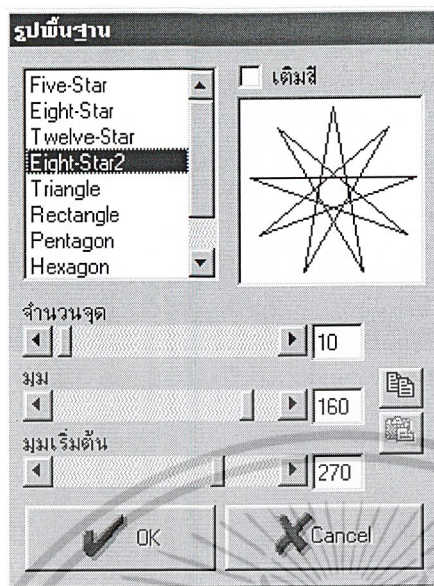 รูปพื้นฐาน
เติมสี
Five-Star
Eight-Star
Twelve-Star
Eight-Star2
Triangle
Rectangle
Pentagon
Hexagon
จำนวนจุด
10
มุม
160
มุมเริ่มต้น
270
OK
Cancel